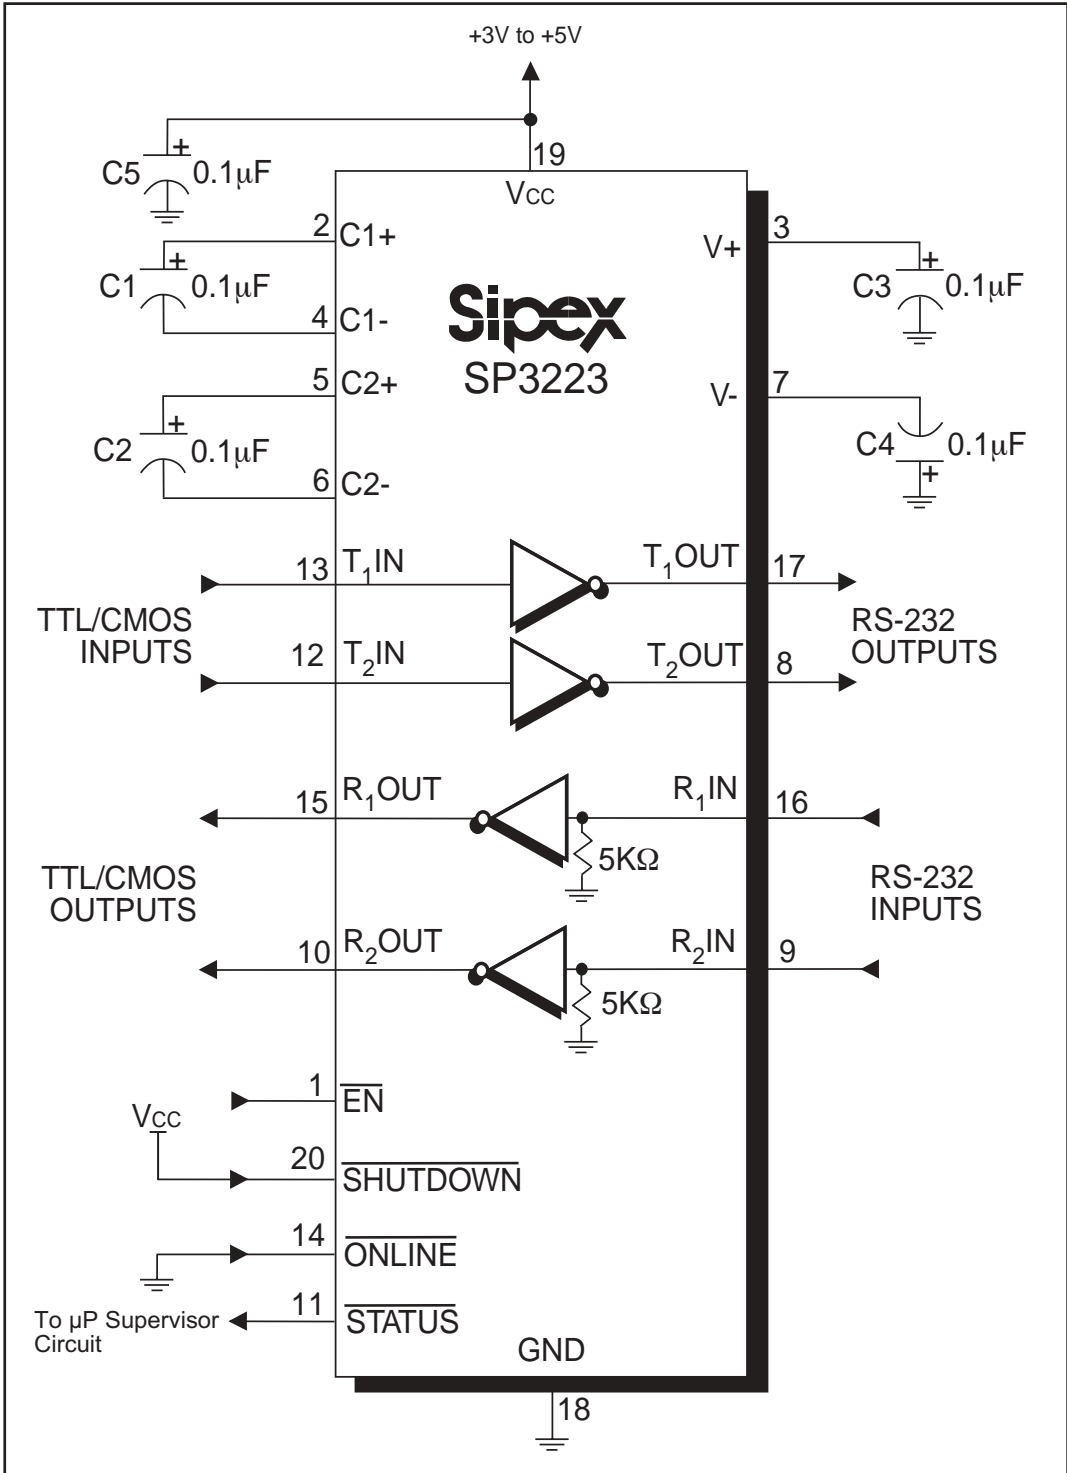 +3V to +5V
19
VCC
C5
+
0.1μF
2
C1+
C1
+
0.1μF
4
C1-
5
C2+
C2
+
0.1μF
6
C2-
Sipex
SP3223
V+
3
C3
+
0.1μF
V-
7
C4
0.1μF
+
13
T1IN
T1OUT
17
TTL/CMOS
INPUTS
RS-232
OUTPUTS
12
T2IN
T2OUT
8
15
R1OUT
R1IN
16
5KΩ
TTL/CMOS
OUTPUTS
RS-232
INPUTS
10
R2OUT
R2IN
9
5KΩ
1
EN
VCC
20
SHUTDOWN
14
ONLINE
To µP Supervisor
Circuit
11
STATUS
GND
18